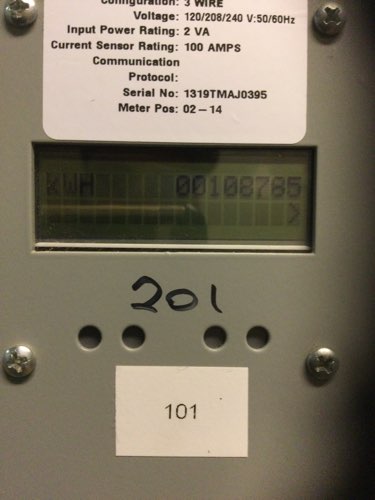 Configuration: 3 WIRE
Voltage: 120/208/240 V:50/60Hz
Input Power Rating: 2 VA
Current Sensor Rating: 100 AMPS
Communication
Protocol:
Serial No: 1319TMAJ0395
Meter Pos: 02-14
KWH 00108785
>
201
101